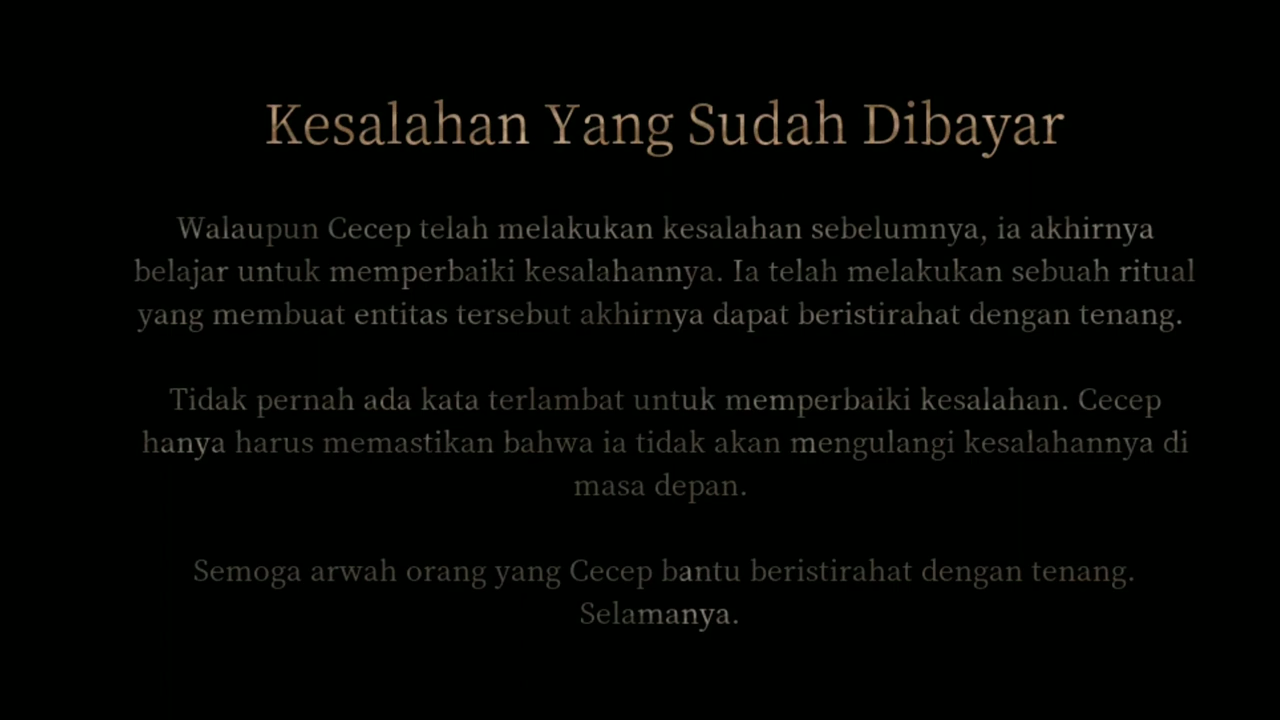 Kesalahan Yang Sudah Dibayar
Walaupun Cecep telah melakukan kesalahan sebelumnya, ia akhirnya
belajar untuk memperbaiki kesalahannya. Ia telah melakukan sebuah ritual
yang membuat entitas tersebut akhirnya dapat beristirahat dengan tenang.
Tidak pernah ada kata terlambat untuk memperbaiki kesalahan. Cecep
hanya harus memastikan bahwa ia tidak akan mengulangi kesalahannya di
masa depan.
Semoga arwah orang yang Cecep bantu beristirahat dengan tenang.
Selamanya.